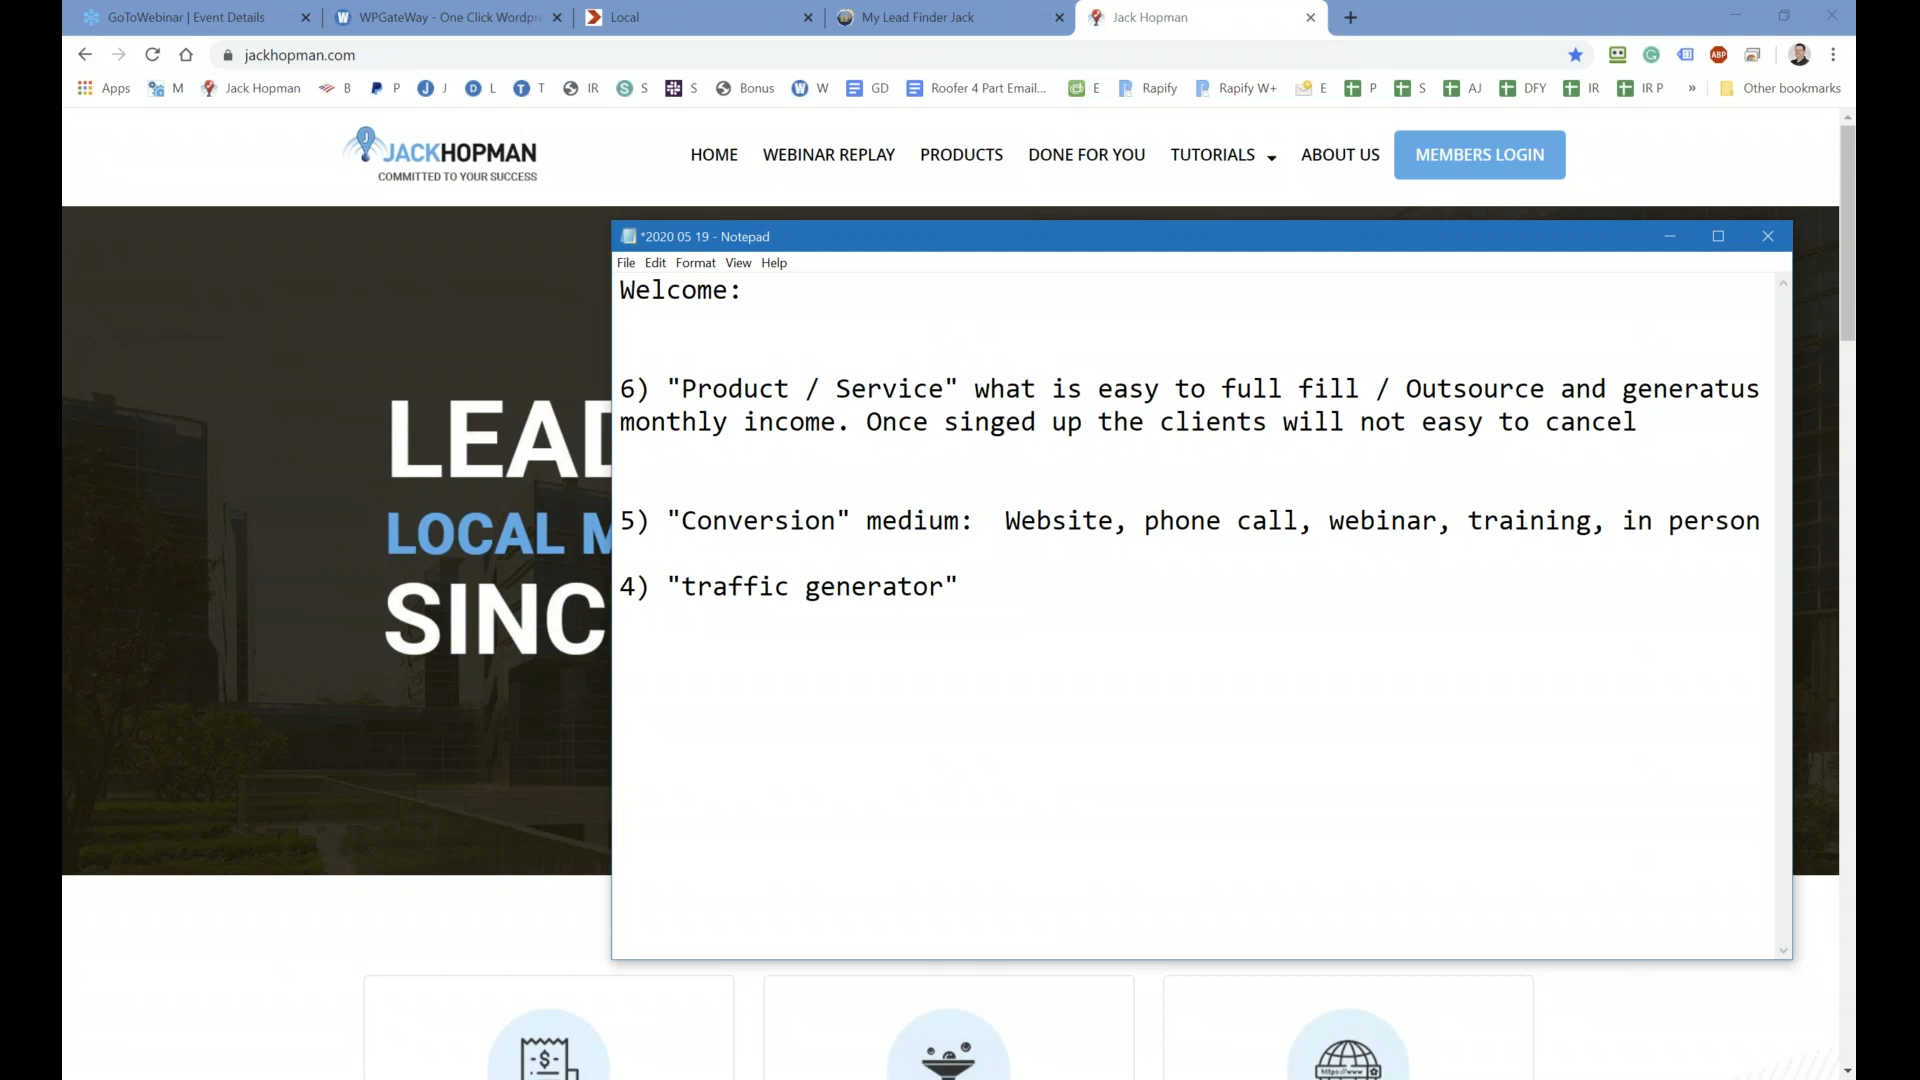 GoToWebinar | Event Details
WPGateWay - One Click Wordpr
Local
My Lead Finder Jack
Jack Hopman
jackhopman.com
Apps M Jack Hopman B P J L T IR S S Bonus W GD Roofer 4 Part Email... E Rapify Rapify W+ E P S AJ DFY IR IR P » Other bookmarks
JACKHOPMAN
COMMITTED TO YOUR SUCCESS
HOME WEBINAR REPLAY PRODUCTS DONE FOR YOU TUTORIALS ABOUT US MEMBERS LOGIN
*2020 05 19 - Notepad
File Edit Format View Help
Welcome:
6) "Product / Service" what is easy to full fill / Outsource and generatus
monthly income. Once singed up the clients will not easy to cancel
5) "Conversion" medium:  Website, phone call, webinar, training, in person
4) "traffic generator"
LEAD
LOCAL M
SINC
-$-
https://www